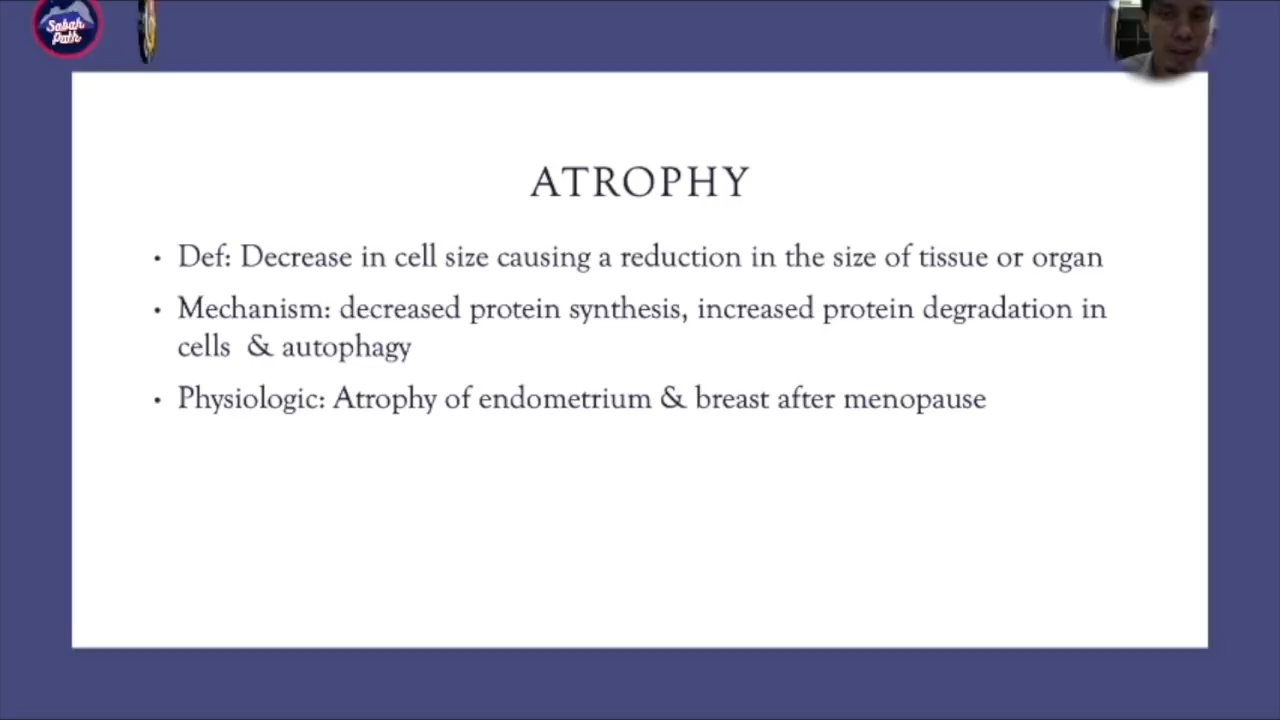 Sabah
Path
ATROPHY
• Def: Decrease in cell size causing a reduction in the size of tissue or organ
• Mechanism: decreased protein synthesis, increased protein degradation in
cells & autophagy
• Physiologic: Atrophy of endometrium & breast after menopause